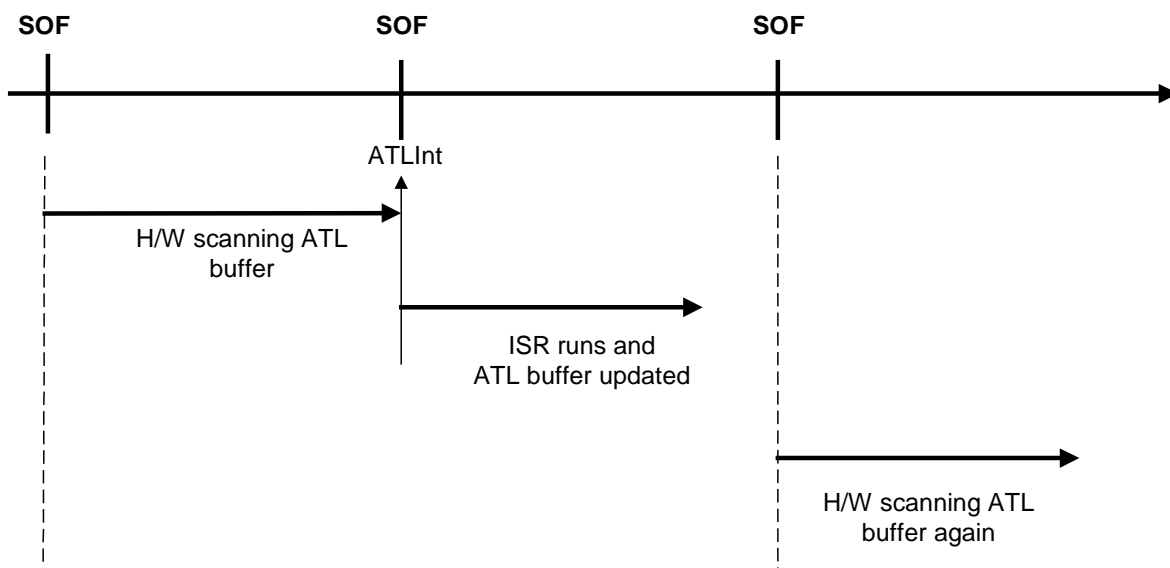 SOF
SOF
SOF
ATLInt
H/W scanning ATL
buffer
ISR runs and
ATL buffer updated
H/W scanning ATL
buffer again